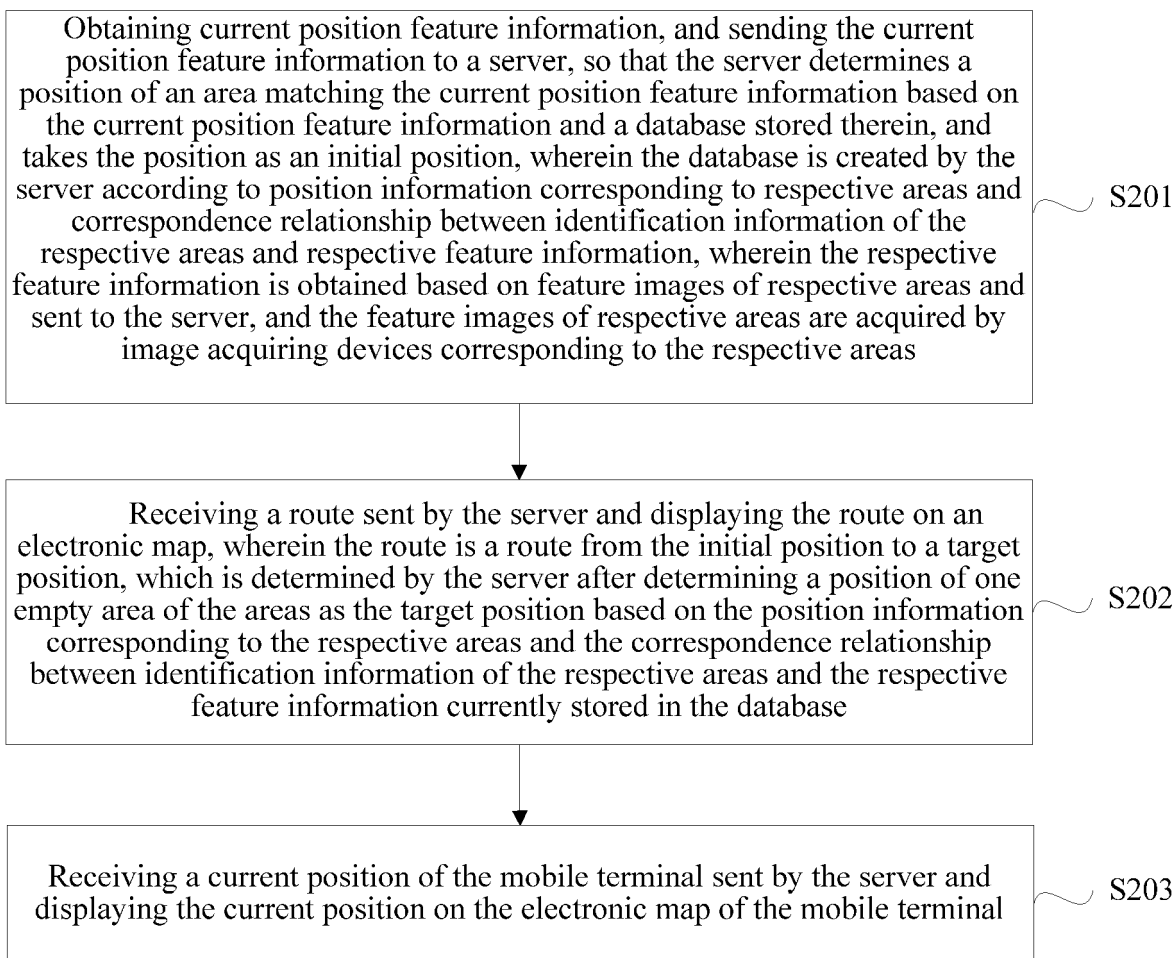 Obtaining current position feature information, and sending the current
position feature information to a server, so that the server determines a
position of an area matching the current position feature information based on
the current position feature information and a database stored therein, and
takes the position as an initial position, wherein the database is created by the
server according to position information corresponding to respective areas and
correspondence relationship between identification information of the
respective areas and respective feature information, wherein the respective
feature information is obtained based on feature images of respective areas and
sent to the server, and the feature images of respective areas are acquired by
image acquiring devices corresponding to the respective areas
S201
Receiving a route sent by the server and displaying the route on an
electronic map, wherein the route is a route from the initial position to a target
position, which is determined by the server after determining a position of one
empty area of the areas as the target position based on the position information
corresponding to the respective areas and the correspondence relationship
between identification information of the respective areas and the respective
feature information currently stored in the database
S202
Receiving a current position of the mobile terminal sent by the server and
displaying the current position on the electronic map of the mobile terminal
S203